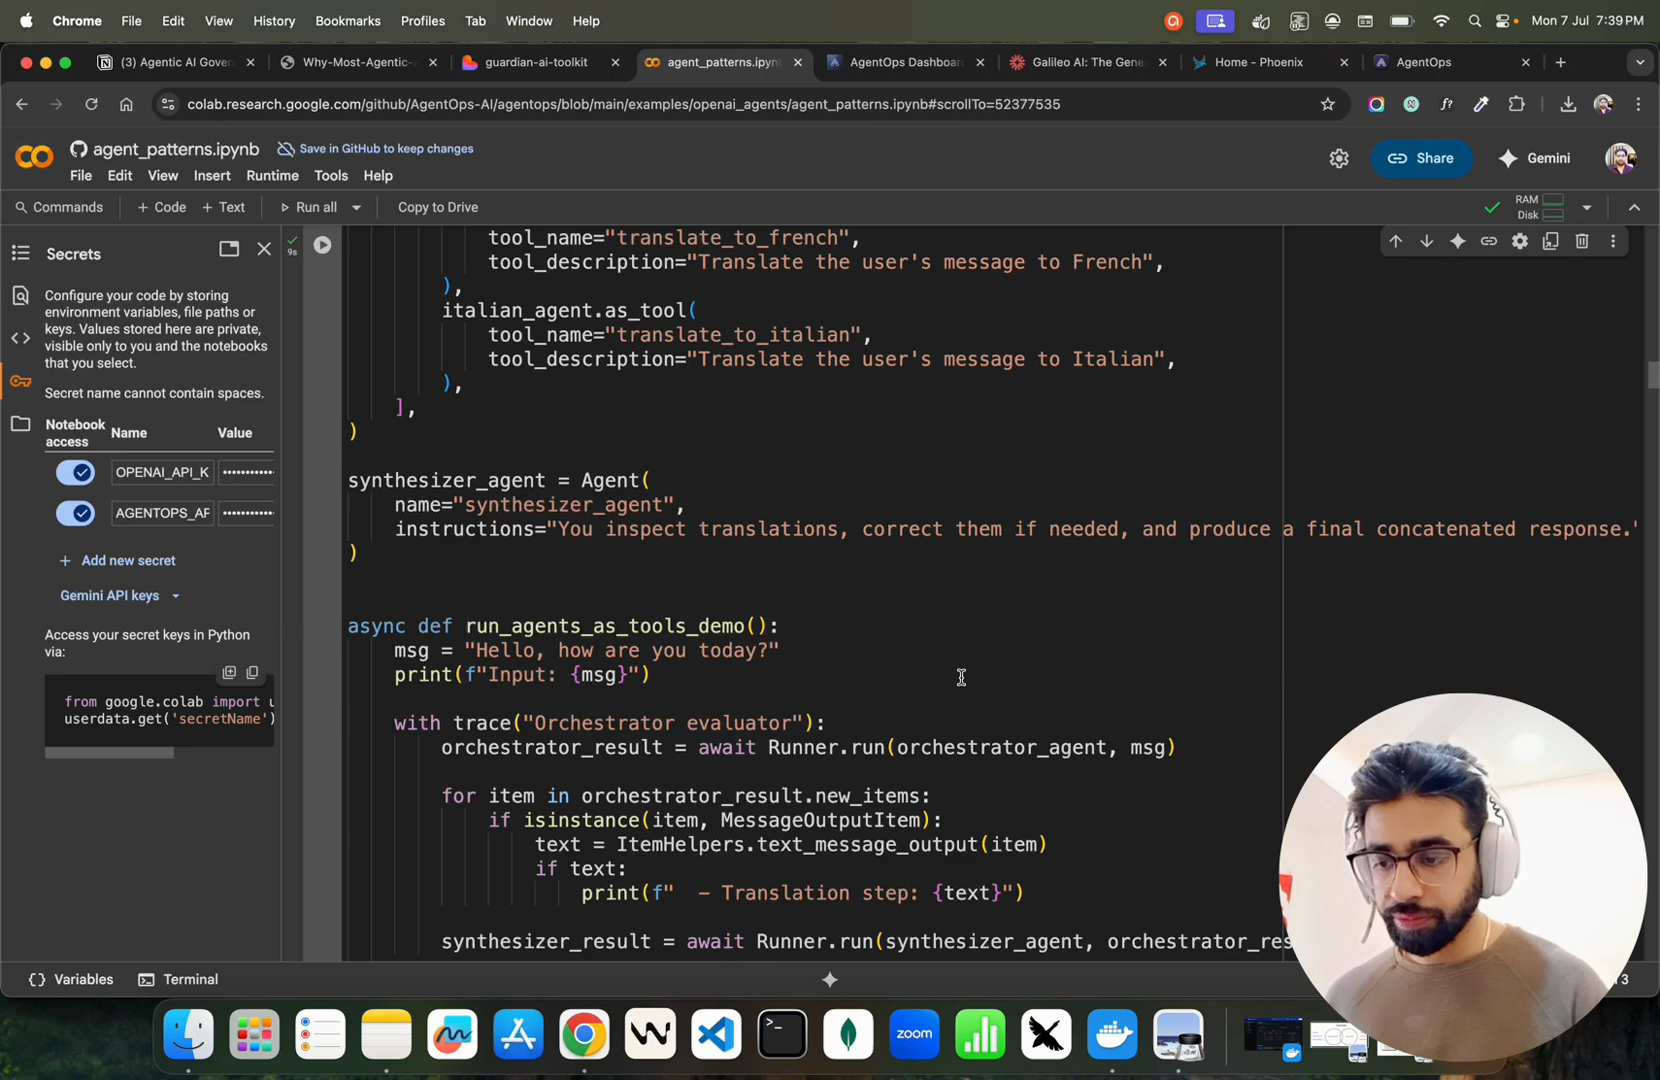 Chrome File Edit View History Bookmarks Profiles Tab Window Help
Mon 7 Jul 7:39 PM
(3) Agentic AI Gover
Why-Most-Agentic-
guardian-ai-toolkit
agent_patterns.ipynb
AgentOps Dashboard
Galileo AI: The Gene
Home - Phoenix
AgentOps
colab.research.google.com/github/AgentOps-AI/agentops/blob/main/examples/openai_agents/agent_patterns.ipynb#scrollTo=52377535
agent_patterns.ipynb
Save in GitHub to keep changes
Share
Gemini
File Edit View Insert Runtime Tools Help
Commands + Code + Text Run all Copy to Drive
RAM
Disk
Secrets
9s
Configure your code by storing
environment variables, file paths or
keys. Values stored here are private,
visible only to you and the notebooks
that you select.
Secret name cannot contain spaces.
Notebook
access
Name
Value
OPENAI_API_K
AGENTOPS_AP
+ Add new secret
Gemini API keys
Access your secret keys in Python
via:
from google.colab import u
userdata.get('secretName')
tool_name="translate_to_french",
tool_description="Translate the user's message to French",
),
italian_agent.as_tool(
tool_name="translate_to_italian",
tool_description="Translate the user's message to Italian",
),
],
)
synthesizer_agent = Agent(
name="synthesizer_agent",
instructions="You inspect translations, correct them if needed, and produce a final concatenated response."
)
async def run_agents_as_tools_demo():
msg = "Hello, how are you today?"
print(f"Input: {msg}")
with trace("Orchestrator evaluator"):
orchestrator_result = await Runner.run(orchestrator_agent, msg)
for item in orchestrator_result.new_items:
if isinstance(item, MessageOutputItem):
text = ItemHelpers.text_message_output(item)
if text:
print(f"  – Translation step: {text}")
synthesizer_result = await Runner.run(synthesizer_agent, orchestrator_res
{} Variables
Terminal
3
zoom